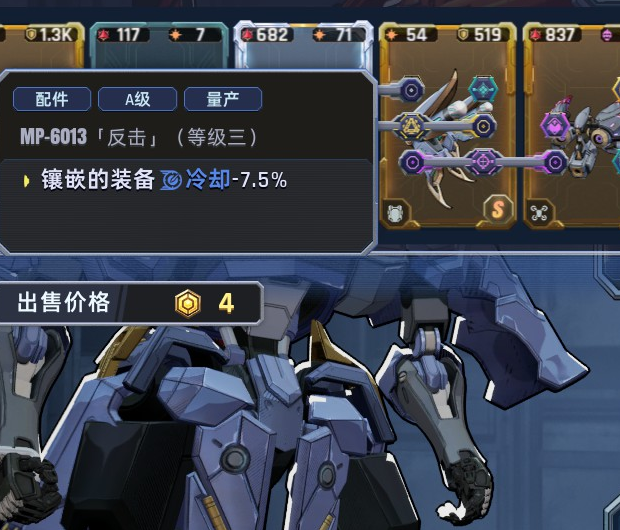 1.3K 117 7 682 71 54 519 837
配件 A级 量产
MP-6013「反击」（等级三）
镶嵌的装备冷却-7.5%
S
出售价格 4